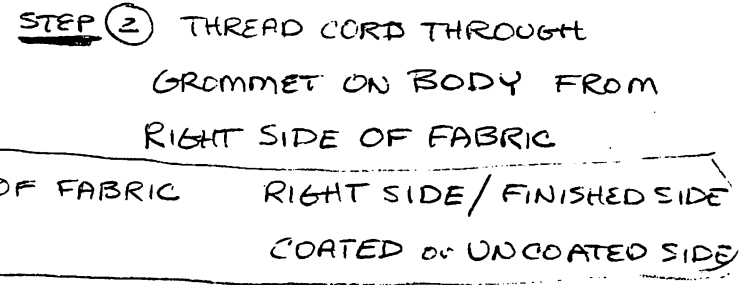 STEP 2 THREAD CORD THROUGH
GROMMET ON BODY FROM
RIGHT SIDE OF FABRIC
OF FABRIC RIGHT SIDE/FINISHED SIDE
COATED or UNCOATED SIDE